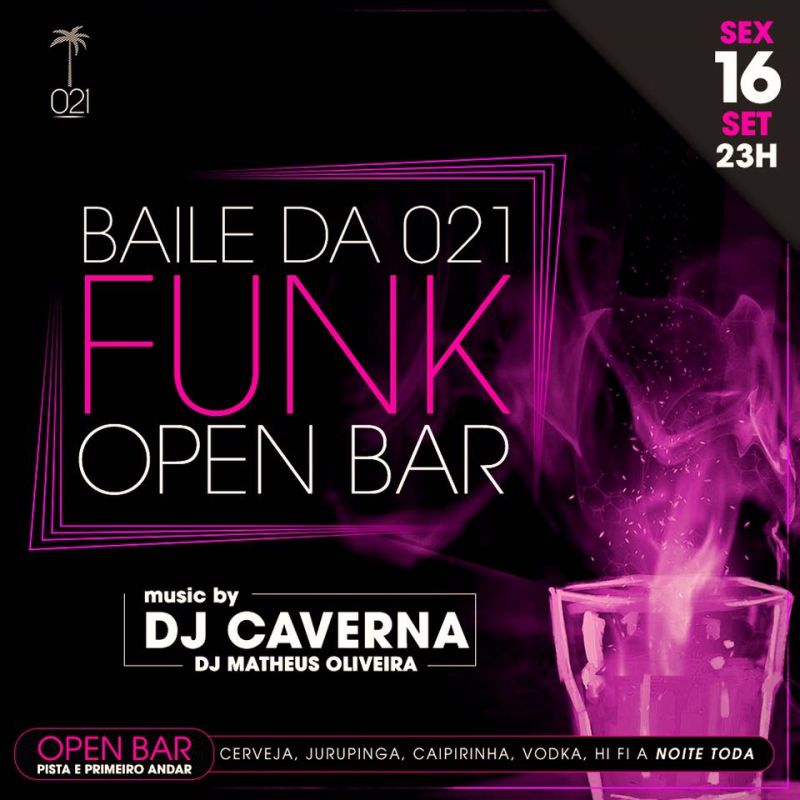 021
SEX
16
SET
23H
BAILE DA 021
FUNK
OPEN BAR
music by
DJ CAVERNA
DJ MATHEUS OLIVEIRA
OPEN BAR
PISTA E PRIMEIRO ANDAR
CERVEJA, JURUPINGA, CAIPIRINHA, VODKA, HI FI A NOITE TODA